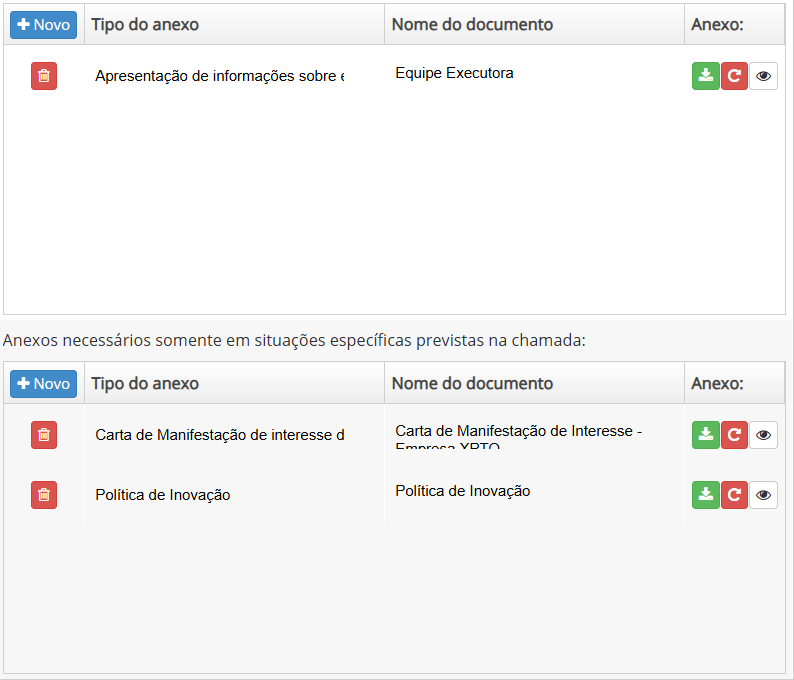 Novo Tipo do anexo Nome do documento Anexo:
Apresentação de informações sobre Equipe Executora
Anexos necessários somente em situações específicas previstas na chamada:
Novo Tipo do anexo Nome do documento Anexo:
Carta de Manifestação de interesse d Carta de Manifestação de Interesse -
Empresa XPTO
Política de Inovação Política de Inovação